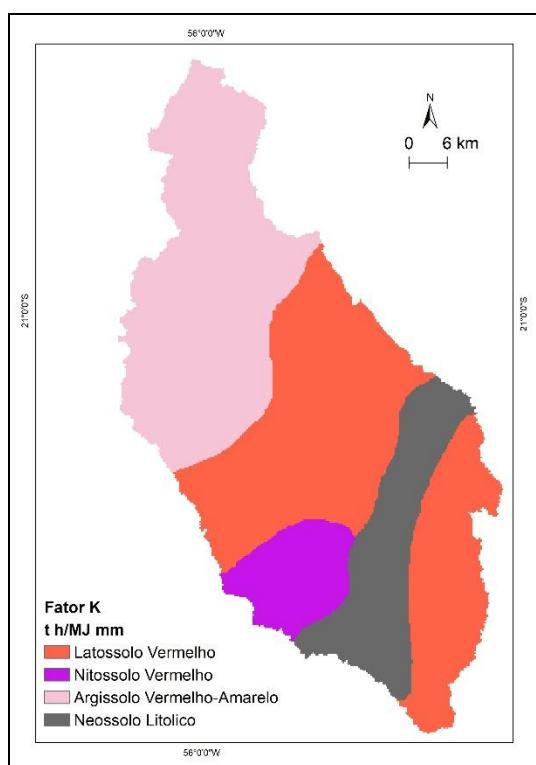 56°0'0"W
N
0 6 km
21°0'0"S
21°0'0"S
Fator K
t h/MJ mm
Latossolo Vermelho
Nitossolo Vermelho
Argissolo Vermelho-Amarelo
Neossolo Litolico
56°0'0"W